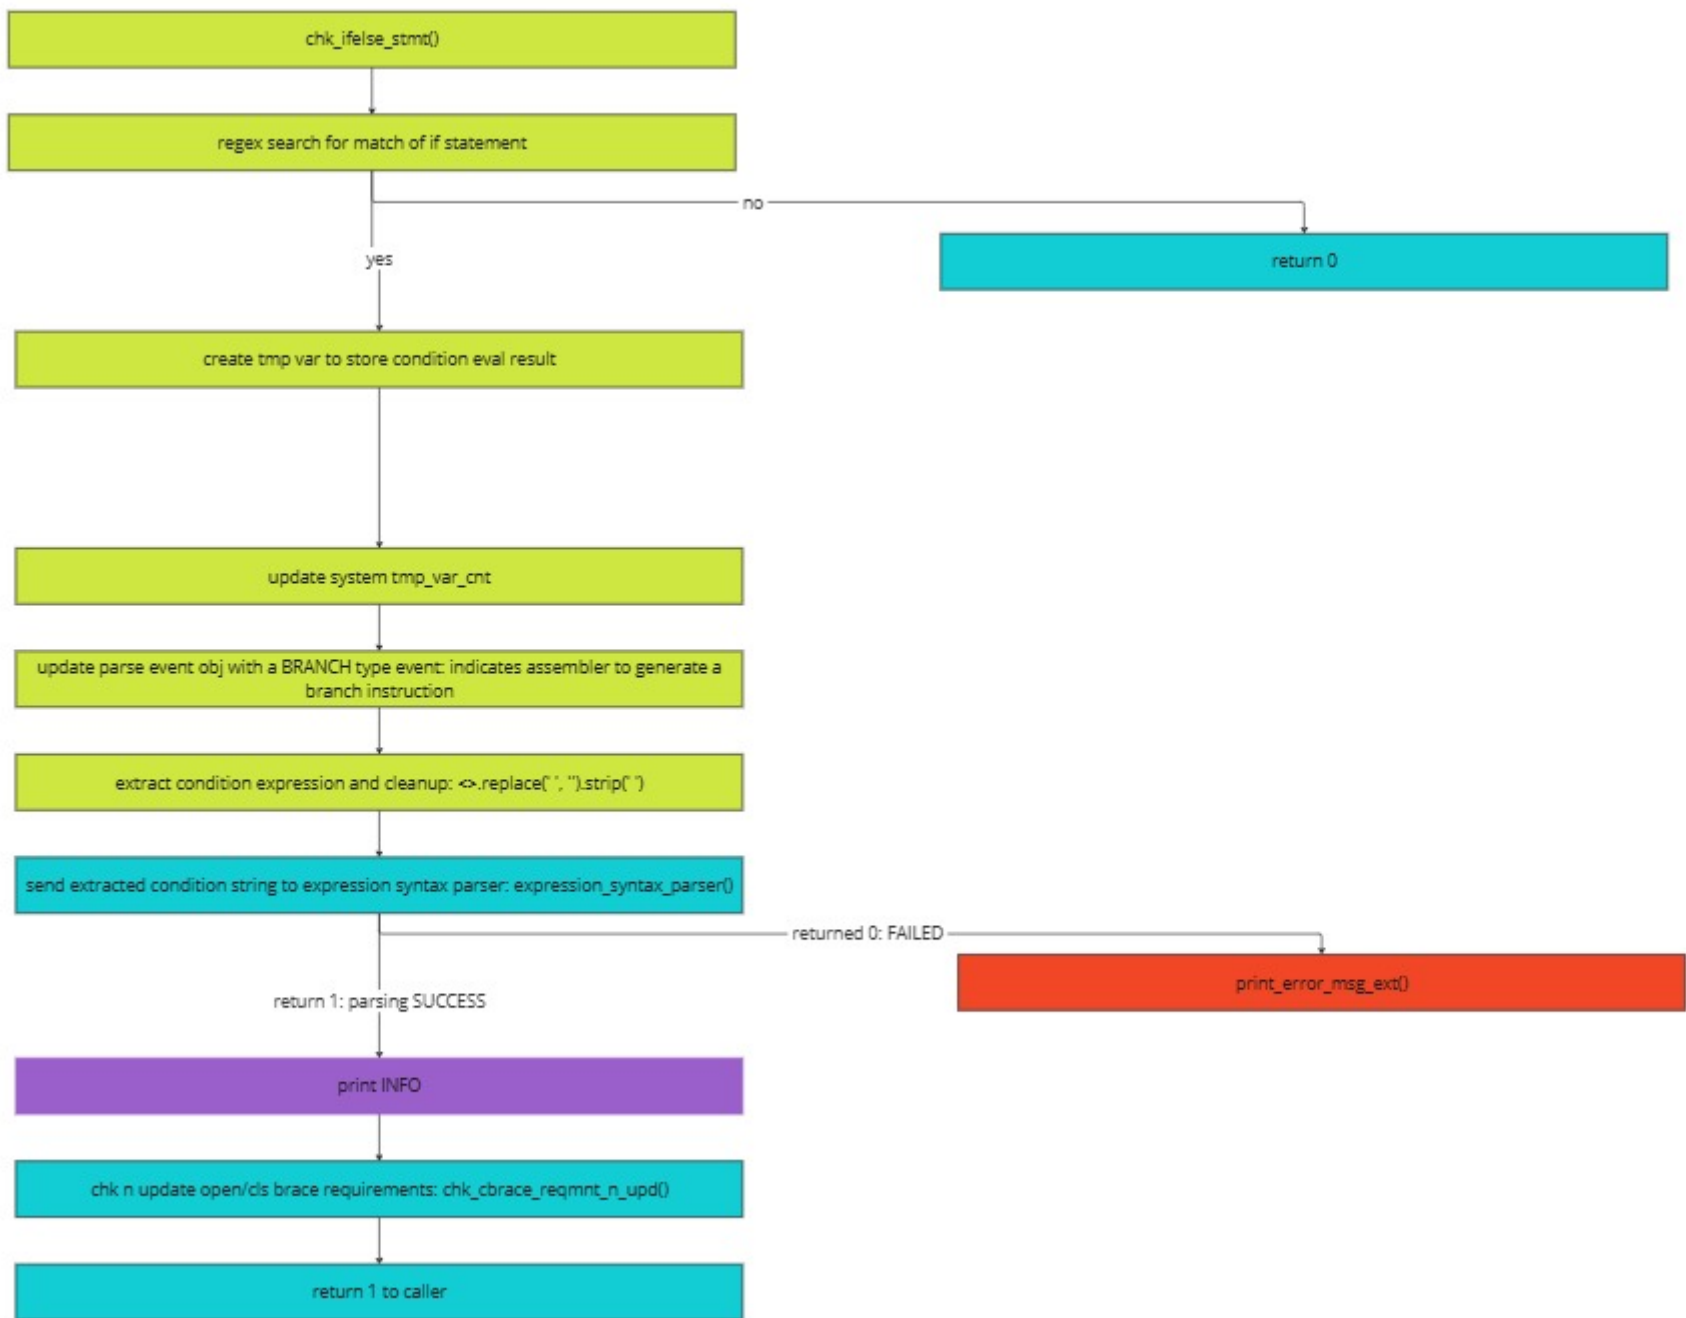 chk_ifelse_stmt()
regex search for match of if statement
no
return 0
yes
create tmp var to store condition eval result
update system tmp_var_cnt
update parse event obj with a BRANCH type event: indicates assembler to generate a
branch instruction
extract condition expression and cleanup: <>.replace(' ', '').strip(' ')
send extracted condition string to expression syntax parser: expression_syntax_parser()
returned 0: FAILED
print_error_msg_ext()
return 1: parsing SUCCESS
print INFO
chk n update open/cls brace requirements: chk_cbrace_reqmnt_n_upd()
return 1 to caller